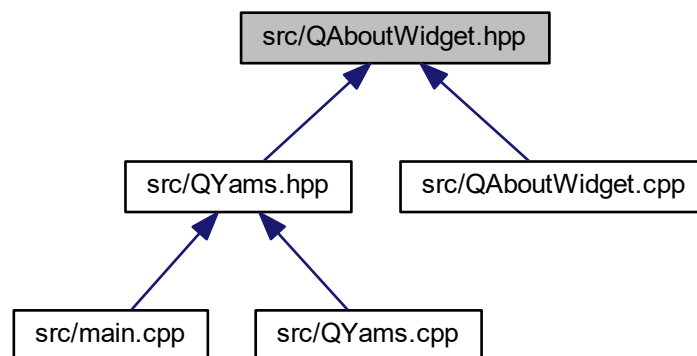 src/QAboutWidget.hpp
src/QYams.hpp
src/QAboutWidget.cpp
src/main.cpp
src/QYams.cpp